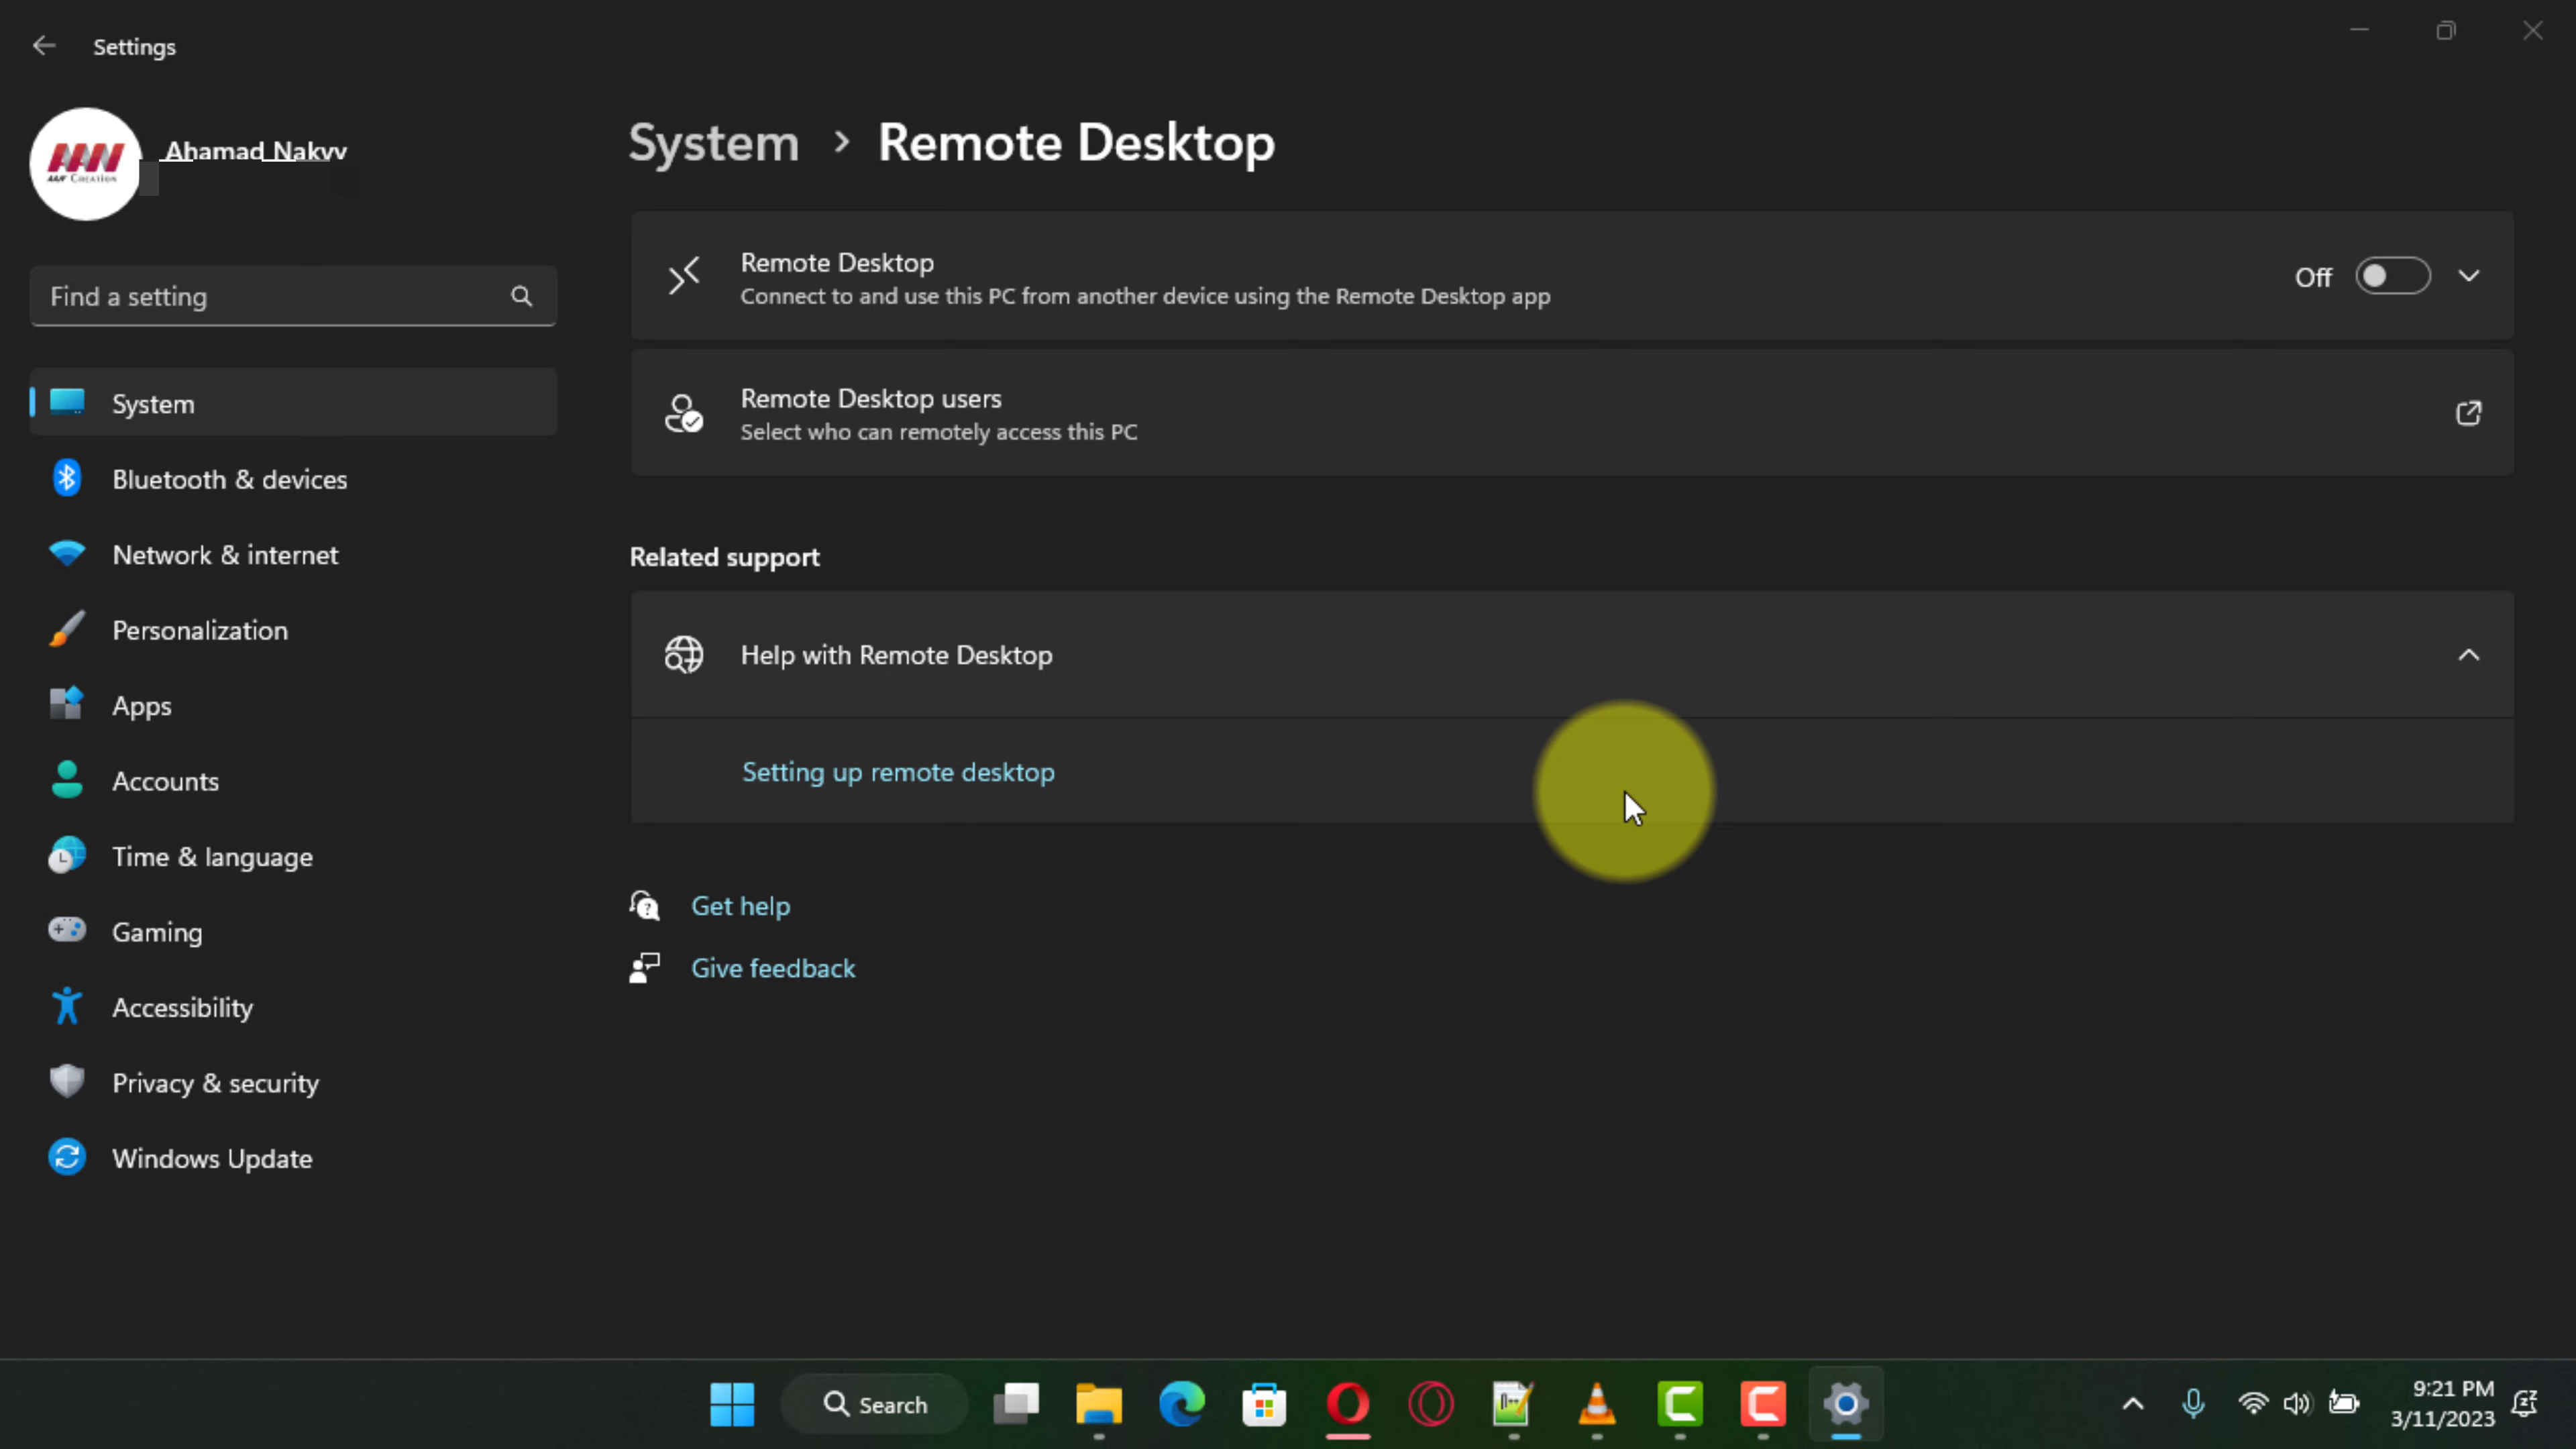 Settings
AAN
AAN CREATION
Ahamad Nakvy
Find a setting
System
Bluetooth & devices
Network & internet
Personalization
Apps
Accounts
Time & language
Gaming
Accessibility
Privacy & security
Windows Update
System > Remote Desktop
Remote Desktop
Connect to and use this PC from another device using the Remote Desktop app
Off
Remote Desktop users
Select who can remotely access this PC
Related support
Help with Remote Desktop
Setting up remote desktop
Get help
Give feedback
Search
9:21 PM
3/11/2023